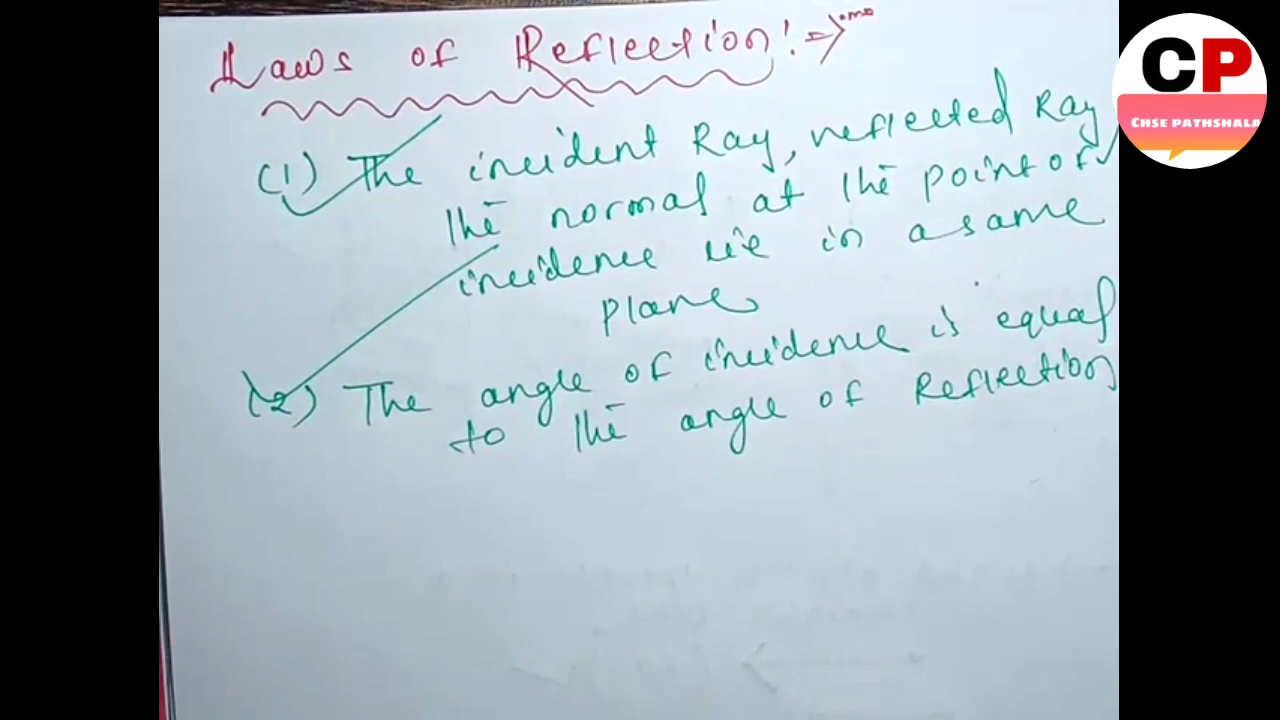 Laws of Reflection:⇒
(1) The incident Ray, reflected Ray
the normal at the point of
incidence lie in a same
plane
(2) The angle of incidence is equal
to the angle of Reflection
CP
CHSE PATHSHALA